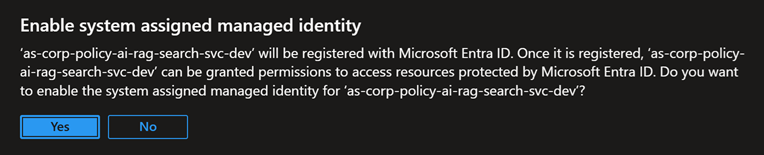 Enable system assigned managed identity
'as-corp-policy-ai-rag-search-svc-dev' will be registered with Microsoft Entra ID. Once it is registered, 'as-corp-policy-
ai-rag-search-svc-dev' can be granted permissions to access resources protected by Microsoft Entra ID. Do you want
to enable the system assigned managed identity for 'as-corp-policy-ai-rag-search-svc-dev'?
Yes No